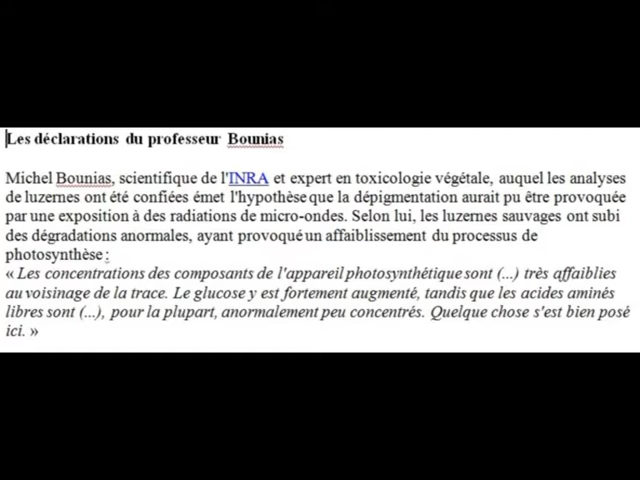 Les déclarations du professeur Bounias
Michel Bounias, scientifique de l'INRA et expert en toxicologie végétale, auquel les analyses
de luzernes ont été confiées émet l'hypothèse que la dépigmentation aurait pu être provoquée
par une exposition à des radiations de micro-ondes. Selon lui, les luzernes sauvages ont subi
des dégradations anormales, ayant provoqué un affaiblissement du processus de
photosynthèse :
« Les concentrations des composants de l'appareil photosynthétique sont (...) très affaiblies
au voisinage de la trace. Le glucose y est fortement augmenté, tandis que les acides aminés
libres sont (...), pour la plupart, anormalement peu concentrés. Quelque chose s'est bien posé
ici. »